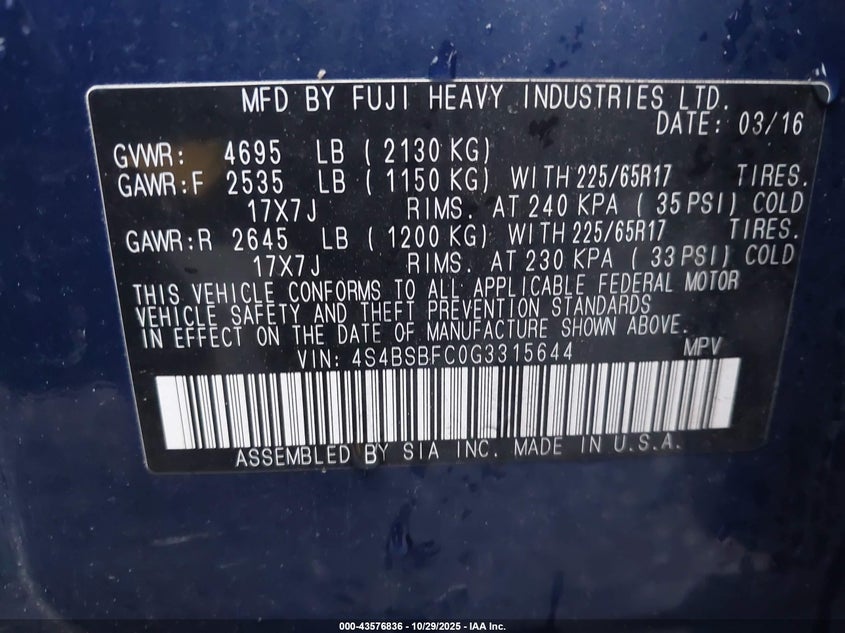 MFD BY FUJI HEAVY INDUSTRIES LTD.
DATE: 03/16
GVWR: 4695 LB ( 2130 KG)
GAWR:F 2535 LB ( 1150 KG) WITH 225/65R17 TIRES.
17X7J RIMS. AT 240 KPA ( 35 PSI) COLD
GAWR:R 2645 LB ( 1200 KG) WITH 225/65R17 TIRES.
17X7J RIMS. AT 230 KPA ( 33 PSI) COLD
THIS VEHICLE CONFORMS TO ALL APPLICABLE FEDERAL MOTOR
VEHICLE SAFETY AND THEFT PREVENTION STANDARDS
IN EFFECT ON THE DATE OF MANUFACTURE SHOWN ABOVE.
VIN: 4S4BSBFC0G3315644 MPV
ASSEMBLED BY SIA INC. MADE IN U.S.A.
000-43576836 - 10/29/2025 - IAA Inc.